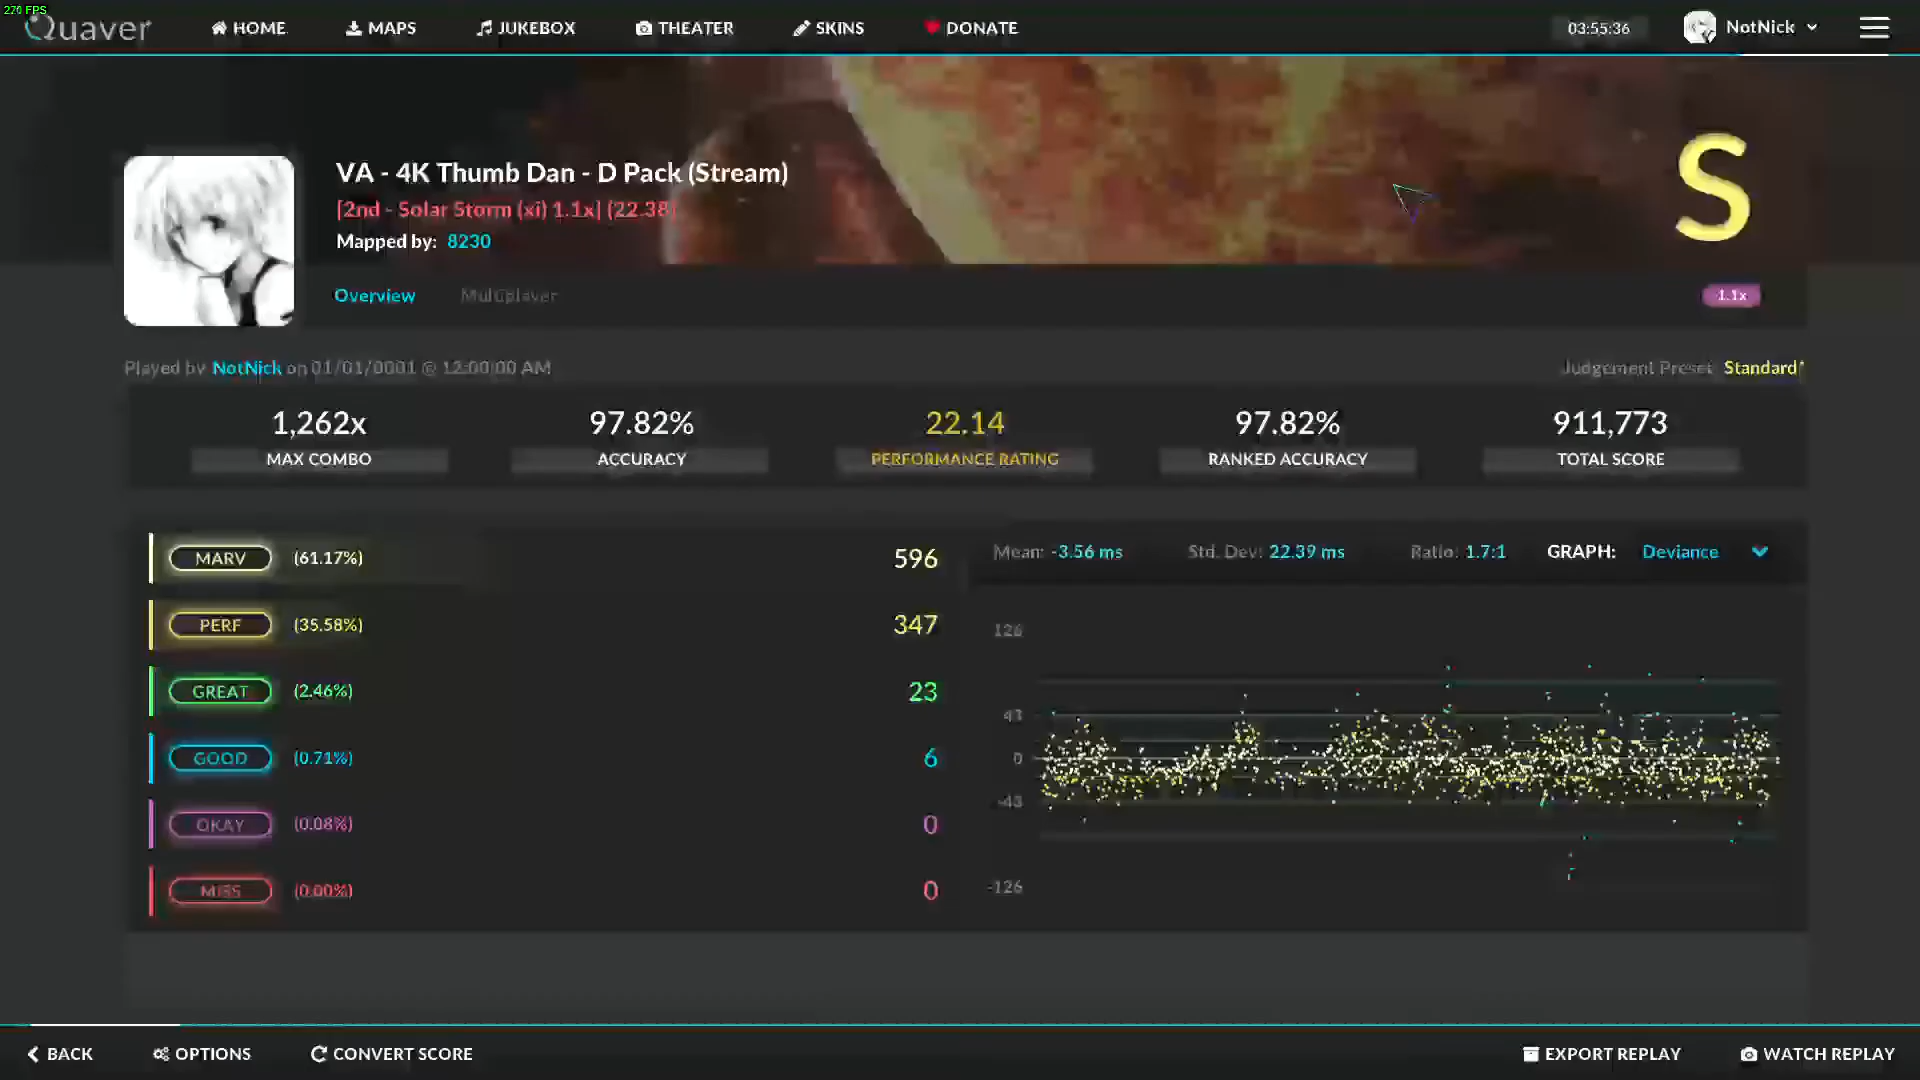 270 FPS
Quaver HOME MAPS JUKEBOX THEATER SKINS DONATE 03:55:36 NotNick
S
VA - 4K Thumb Dan - D Pack (Stream)
[2nd - Solar Storm (xi) 1.1x] (22.38)
Mapped by: 8230
Overview Multiplayer 1.1x
Played by NotNick on 01/01/0001 @ 12:00:00 AM Judgement Preset Standard*
1,262x 97.82% 22.14 97.82% 911,773
MAX COMBO ACCURACY PERFORMANCE RATING RANKED ACCURACY TOTAL SCORE
MARV (61.17%) 596
PERF (35.58%) 347
GREAT (2.46%) 23
GOOD (0.71%) 6
OKAY (0.08%) 0
MISS (0.00%) 0
Mean: -3.56 ms Std. Dev: 22.39 ms Ratio: 1.7:1 GRAPH: Deviance
126
43
0
-43
-126
BACK OPTIONS CONVERT SCORE EXPORT REPLAY WATCH REPLAY